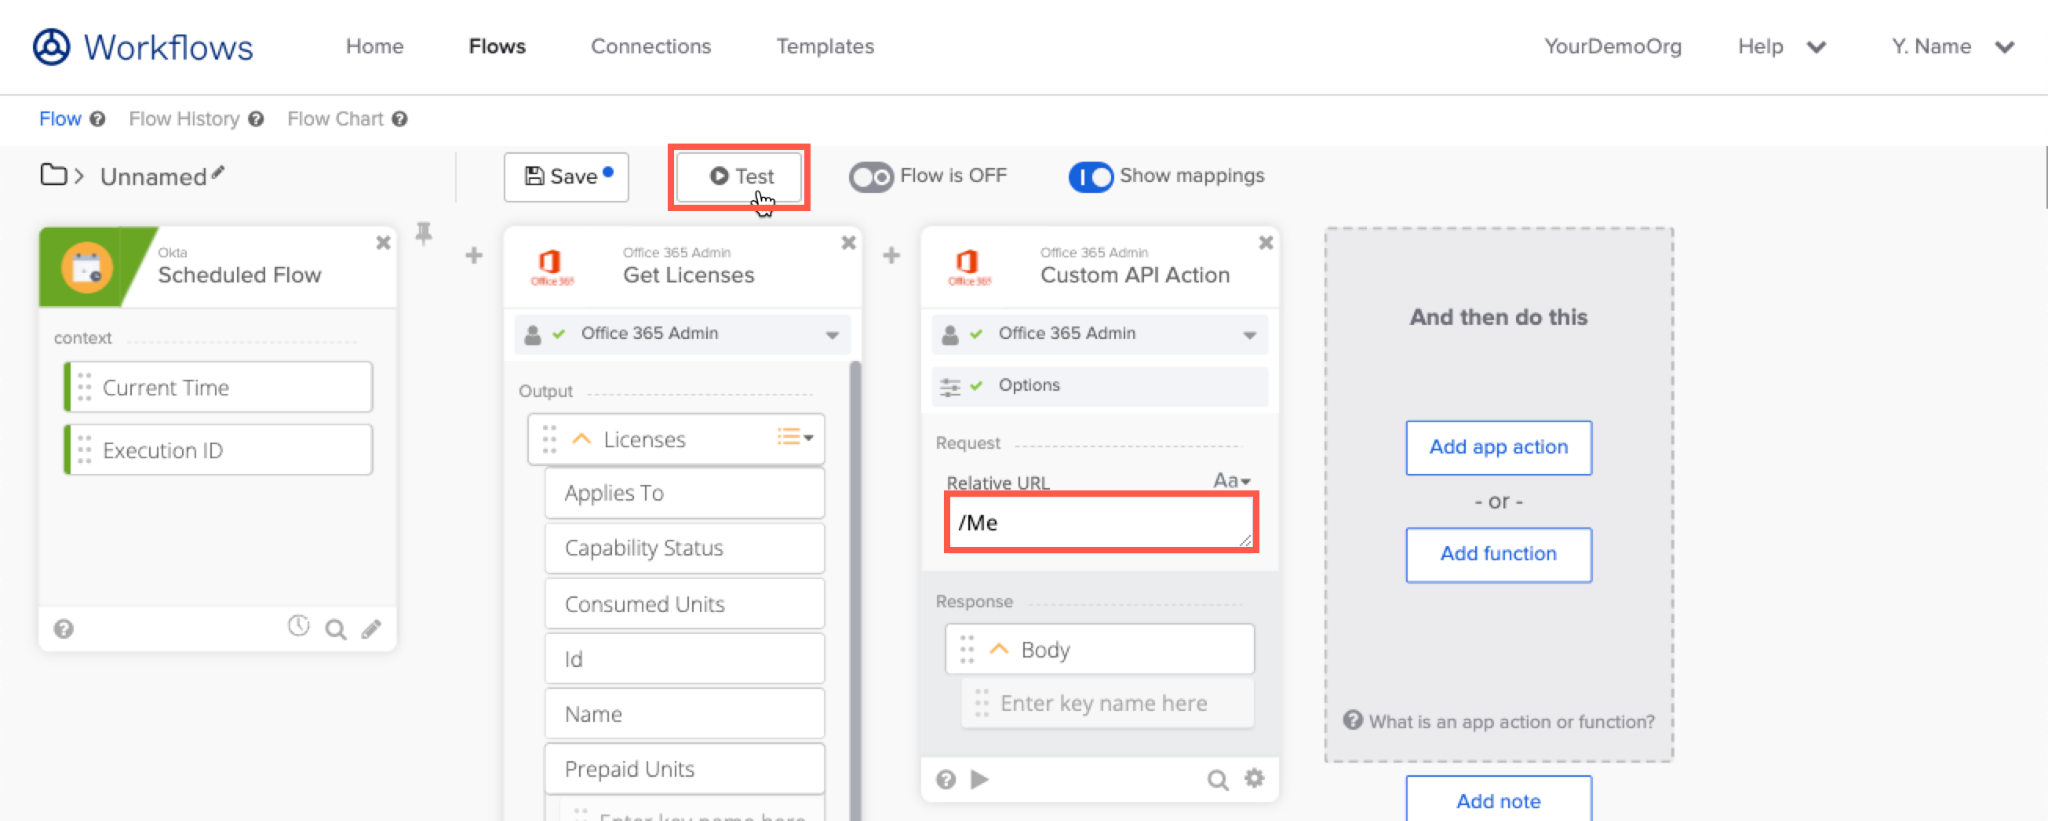 Workflows Home Flows Connections Templates YourDemoOrg Help Y. Name
Flow Flow History Flow Chart
Unnamed Save Test Flow is OFF Show mappings
Okta
Scheduled Flow
context
Current Time
Execution ID
Office 365 Admin
Get Licenses
Office 365
Office 365 Admin
Output
Licenses
Applies To
Capability Status
Consumed Units
Id
Name
Prepaid Units
Enter key name here
Office 365 Admin
Custom API Action
Office 365
Office 365 Admin
Options
Request
Relative URL Aa
/Me
Response
Body
Enter key name here
And then do this
Add app action
- or -
Add function
What is an app action or function?
Add note